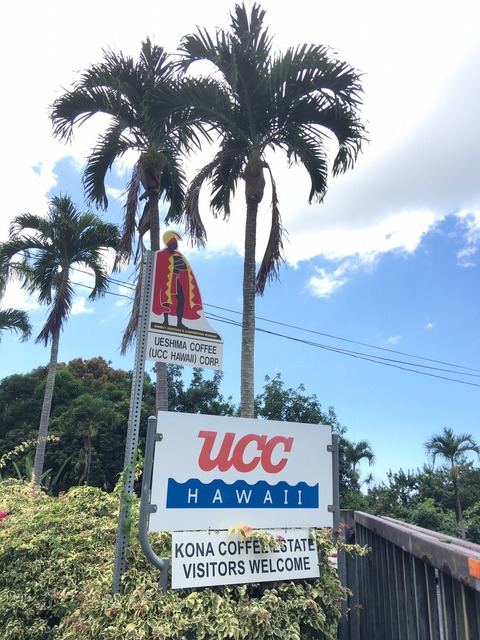 UESHIMA COFFEE
(UCC HAWAII) CORP.
UCC
HAWAII
KONA COFFEE ESTATE
VISITORS WELCOME